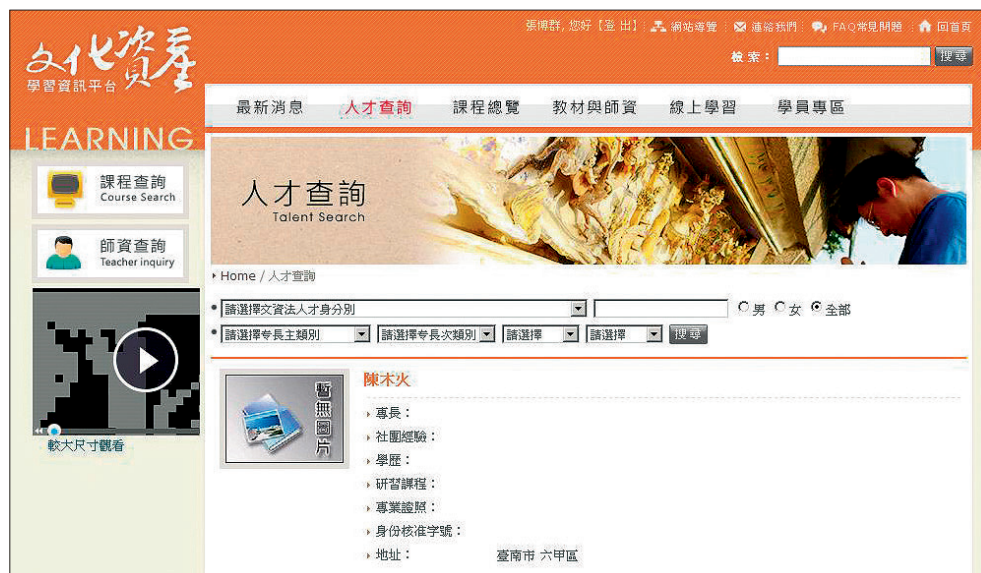 張博群, 您好【登 出】 網站導覽 連絡我們 FAQ常見問題 回首頁
檢 索：
搜尋
文化資產
學習資訊平台
LEARNING
最新消息 人才查詢 課程總覽 教材與師資 線上學習 學員專區
課程查詢
Course Search
師資查詢
Teacher inquiry
較大尺寸觀看
人才查詢
Talent Search
Home / 人才查詢
請選擇文資法人才身分別 男 女 全部
請選擇專長主類別 請選擇專長次類別 請選擇 請選擇 搜尋
暫無圖片
陳木火
專長：
社團經驗：
學歷：
研習課程：
專業證照：
身份核准字號：
地址： 臺南市 六甲區